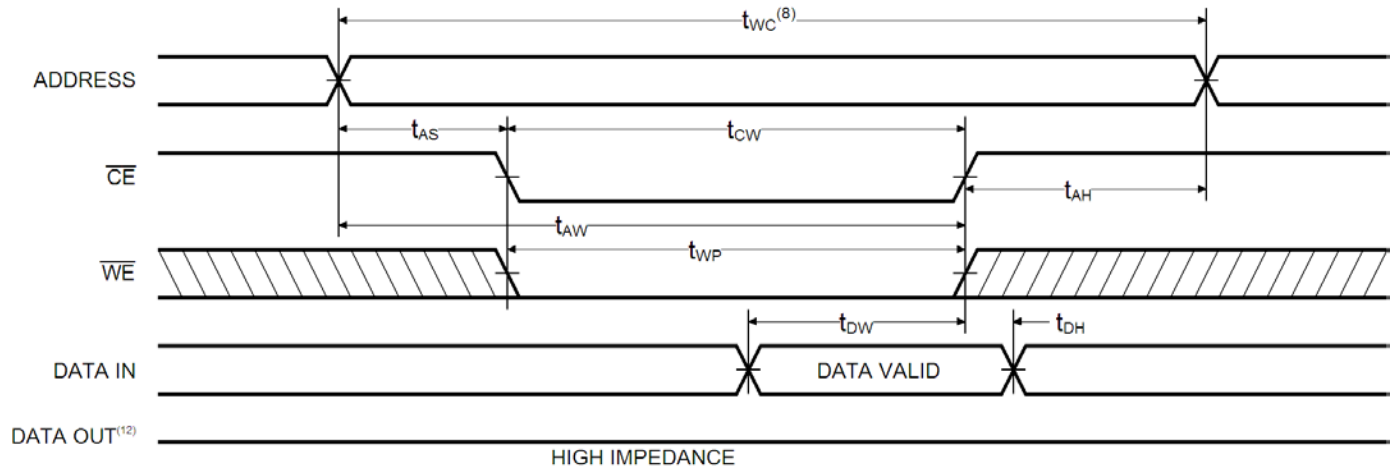 tWC(8)
ADDRESS
tAS
tCW
CE
tAH
tAW
WE
tWP
tDW
tDH
DATA IN
DATA VALID
DATA OUT(12)
HIGH IMPEDANCE